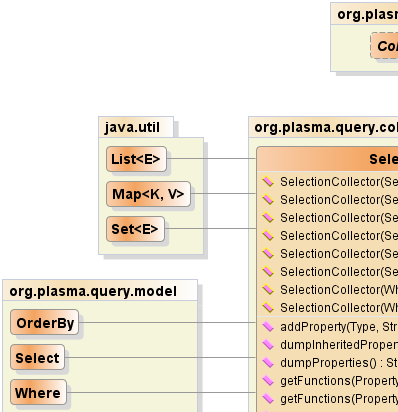 org.plasm
Col
java.util
List<E>
Map<K, V>
Set<E>
org.plasma.query.model
OrderBy
Select
Where
org.plasma.query.col
Sele
SelectionCollector(Se
SelectionCollector(Se
SelectionCollector(Se
SelectionCollector(Se
SelectionCollector(Se
SelectionCollector(Se
SelectionCollector(Wh
SelectionCollector(Wh
addProperty(Type, Str
dumpInheritedProper
dumpProperties() : St
getFunctions(Property
getFunctions(Property